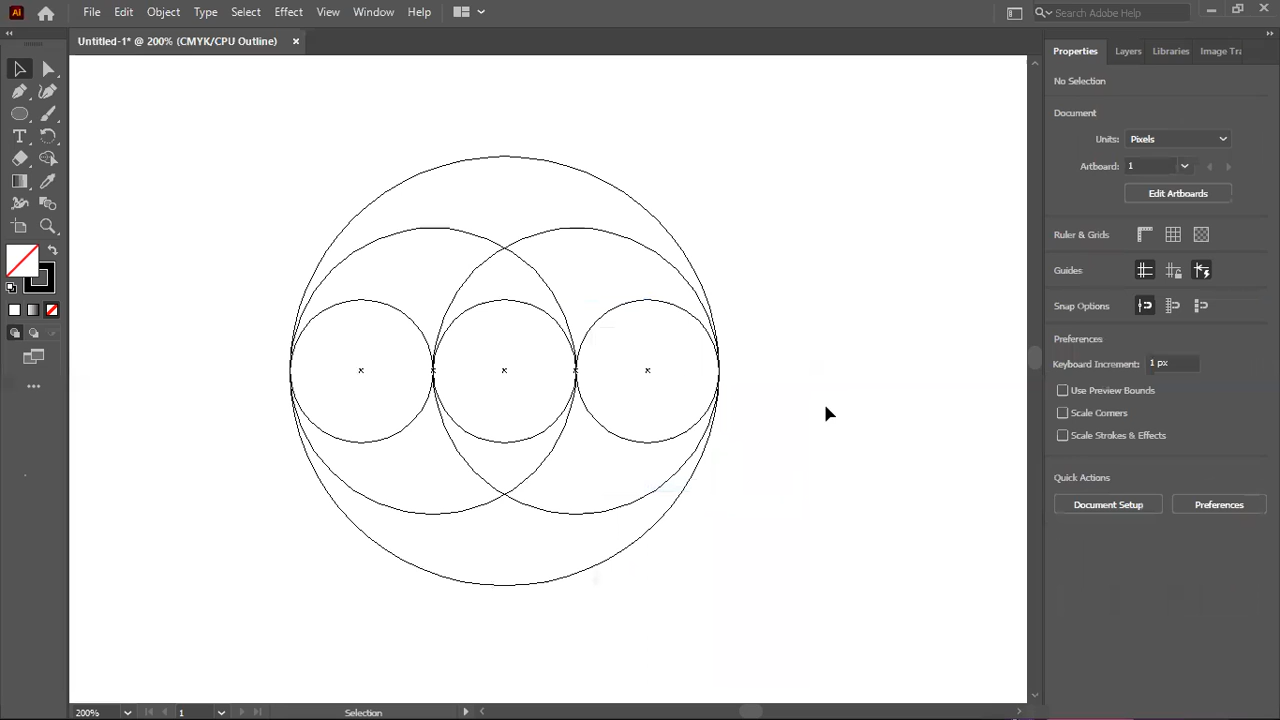 Ai File Edit Object Type Select Effect View Window Help Search Adobe Help
Untitled-1* @ 200% (CMYK/CPU Outline) ×
Properties Layers Libraries Image Tra
No Selection
Document
Units: Pixels
Artboard: 1
Edit Artboards
Ruler & Grids
Guides
Snap Options
Preferences
Keyboard Increment: 1 px
Use Preview Bounds
Scale Corners
Scale Strokes & Effects
Quick Actions
Document Setup Preferences
200% 1 Selection